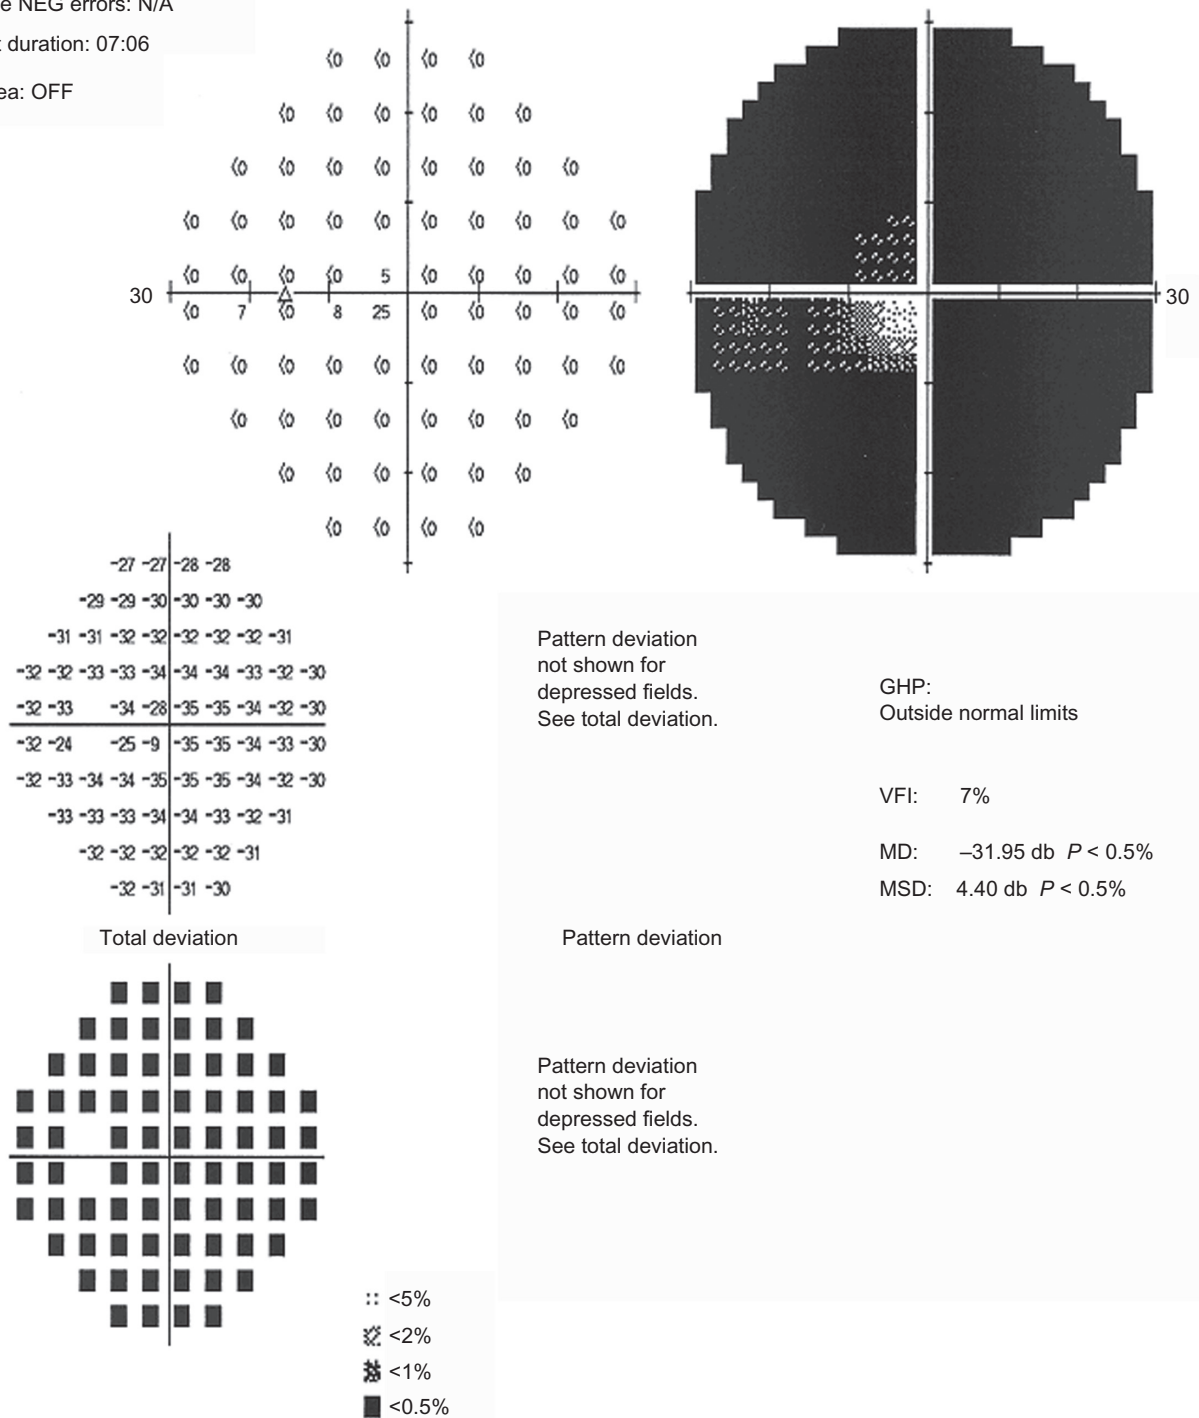 e NEG errors: N/A
t duration: 07:06
ea: OFF
<0 <0 <0 <0
<0 <0 <0 <0 <0 <0
<0 <0 <0 <0 <0 <0 <0 <0
<0 <0 <0 <0 <0 <0 <0 <0 <0 <0
<0 <0 <0 <0 5 <0 <0 <0 <0 <0
30
30
<0 7 <0 8 25 <0 <0 <0 <0 <0
<0 <0 <0 <0 <0 <0 <0 <0 <0 <0
<0 <0 <0 <0 <0 <0 <0 <0
<0 <0 <0 <0 <0 <0
<0 <0 <0 <0
-27 -27 -28 -28
-29 -29 -30 -30 -30 -30
-31 -31 -32 -32 -32 -32 -32 -31
-32 -32 -33 -33 -34 -34 -34 -33 -32 -30
-32 -33 -34 -28 -35 -35 -34 -32 -30
-32 -24 -25 -9 -35 -35 -34 -33 -30
-32 -33 -34 -34 -35 -35 -35 -34 -32 -30
-33 -33 -33 -34 -34 -33 -32 -31
-32 -32 -32 -32 -32 -31
-32 -31 -31 -30
Total deviation
Pattern deviation
not shown for
depressed fields.
See total deviation.
GHP:
Outside normal limits
VFI: 7%
MD: –31.95 db P < 0.5%
MSD: 4.40 db P < 0.5%
Pattern deviation
Pattern deviation
not shown for
depressed fields.
See total deviation.
<5%
<2%
<1%
<0.5%